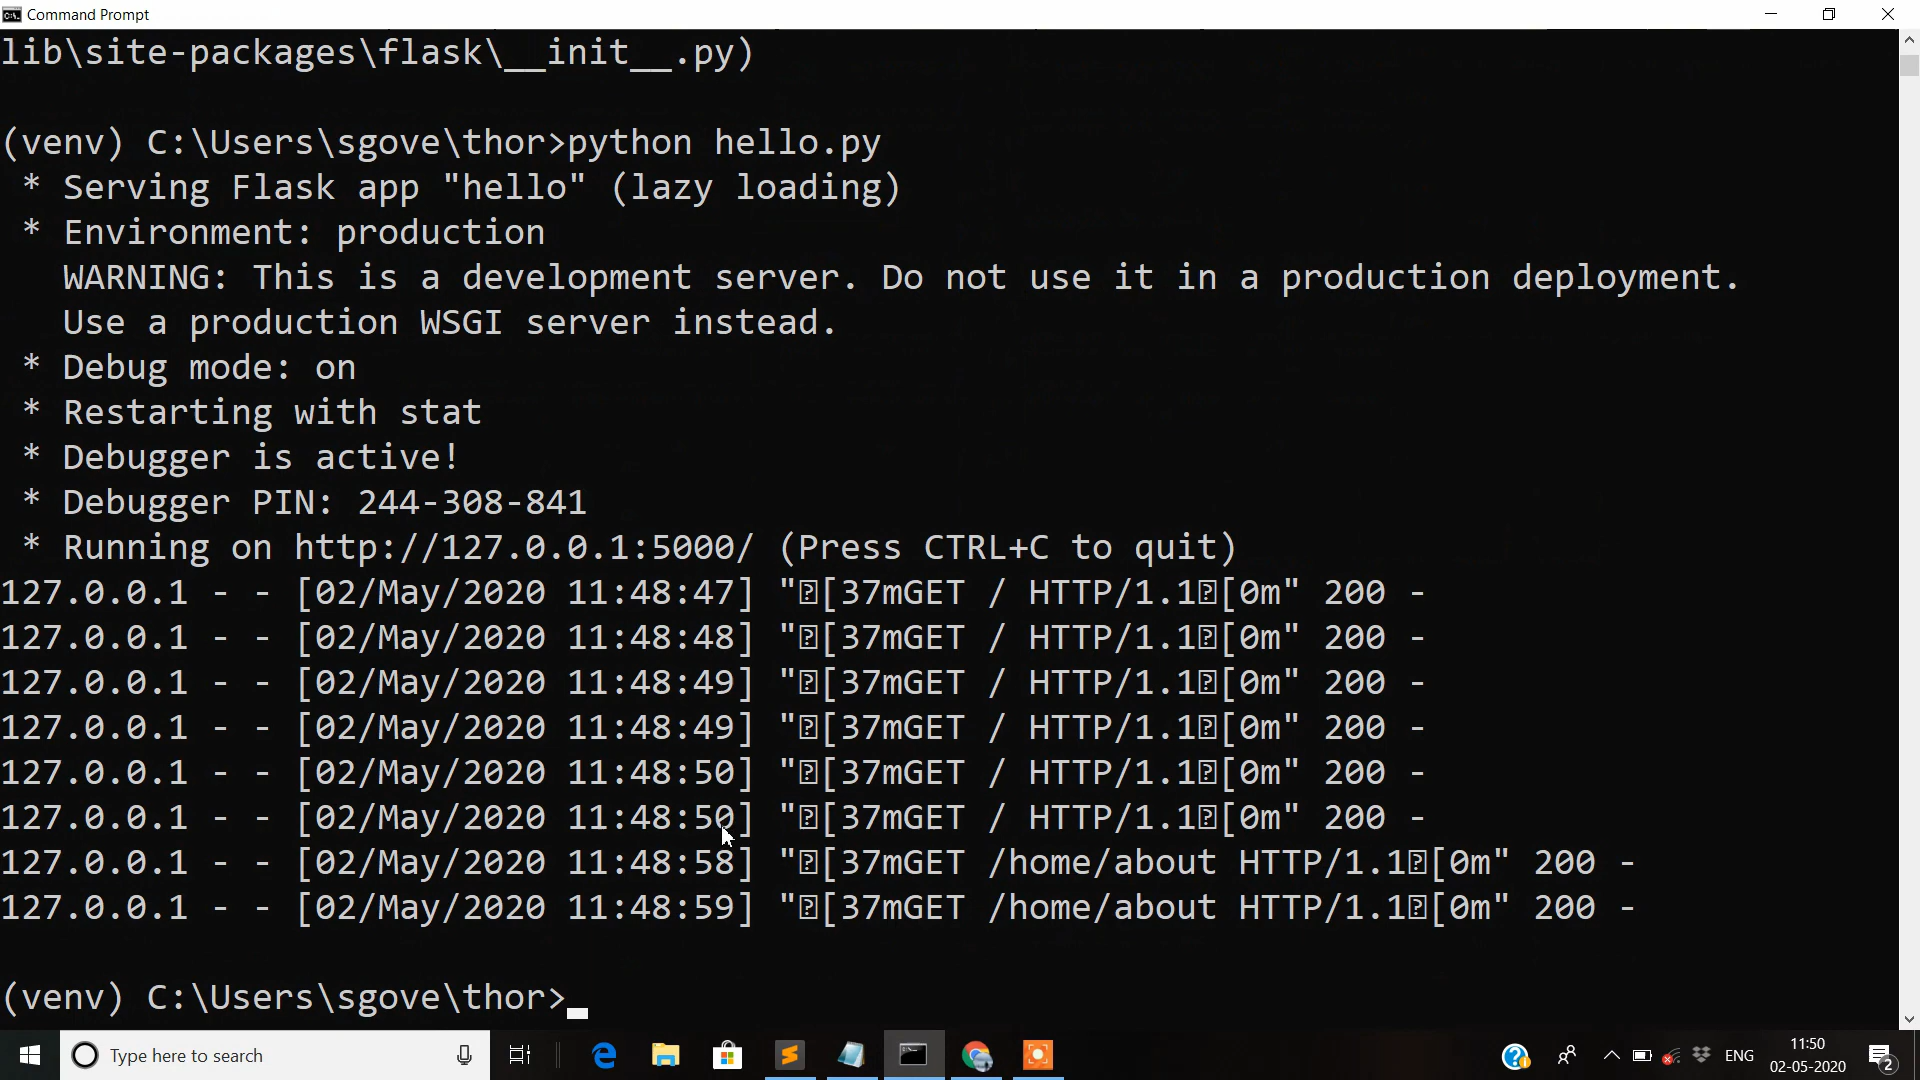 Command Prompt
lib\site-packages\flask\__init__.py)
(venv) C:\Users\sgove\thor>python hello.py
* Serving Flask app "hello" (lazy loading)
* Environment: production
WARNING: This is a development server. Do not use it in a production deployment.
Use a production WSGI server instead.
* Debug mode: on
* Restarting with stat
* Debugger is active!
* Debugger PIN: 244-308-841
* Running on http://127.0.0.1:5000/ (Press CTRL+C to quit)
127.0.0.1 - - [02/May/2020 11:48:47] "⍰[37mGET / HTTP/1.1⍰[0m" 200 -
127.0.0.1 - - [02/May/2020 11:48:48] "⍰[37mGET / HTTP/1.1⍰[0m" 200 -
127.0.0.1 - - [02/May/2020 11:48:49] "⍰[37mGET / HTTP/1.1⍰[0m" 200 -
127.0.0.1 - - [02/May/2020 11:48:49] "⍰[37mGET / HTTP/1.1⍰[0m" 200 -
127.0.0.1 - - [02/May/2020 11:48:50] "⍰[37mGET / HTTP/1.1⍰[0m" 200 -
127.0.0.1 - - [02/May/2020 11:48:50] "⍰[37mGET / HTTP/1.1⍰[0m" 200 -
127.0.0.1 - - [02/May/2020 11:48:58] "⍰[37mGET /home/about HTTP/1.1⍰[0m" 200 -
127.0.0.1 - - [02/May/2020 11:48:59] "⍰[37mGET /home/about HTTP/1.1⍰[0m" 200 -
(venv) C:\Users\sgove\thor>
Type here to search
ENG
11:50
02-05-2020
2